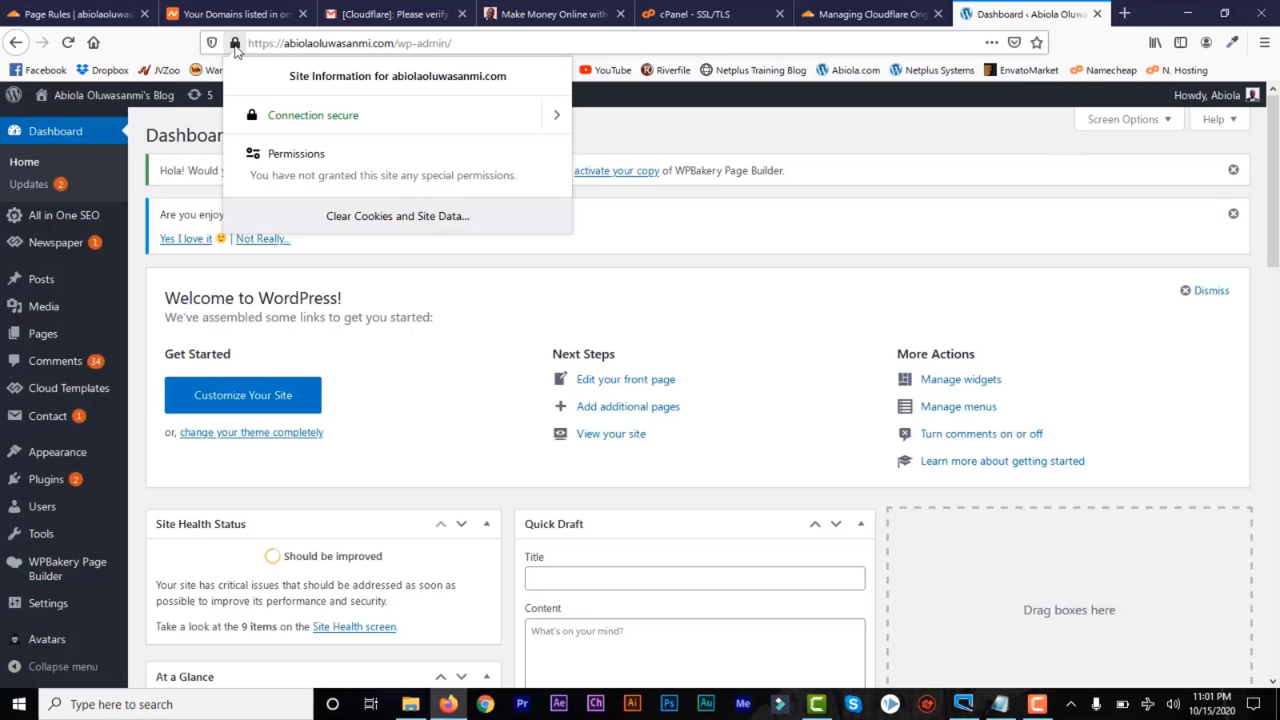 Page Rules | abiolaoluwas
Your Domains listed in one
[Cloudflare]: Please verify
Make Money Online with
cPanel - SSL/TLS
Managing Cloudflare Ong
Dashboard ‹ Abiola Oluwa
https://abiolaoluwasanmi.com/wp-admin/
Facebook
Dropbox
JVZoo
War
YouTube
Riverfile
Netplus Training Blog
Abiola.com
Netplus Systems
EnvatoMarket
Namecheap
N. Hosting
Site Information for abiolaoluwasanmi.com
Connection secure
Permissions
You have not granted this site any special permissions.
Clear Cookies and Site Data...
Abiola Oluwasanmi's Blog
5
Howdy, Abiola
Dashboard
Home
Updates 2
All in One SEO
Newspaper 1
Posts
Media
Pages
Comments 34
Cloud Templates
Contact 1
Appearance
Plugins 2
Users
Tools
WPBakery Page
Builder
Settings
Avatars
Collapse menu
Dashboar
Screen Options
Help
Hola! Would y
activate your copy of WPBakery Page Builder.
Are you enjoy
Yes I love it | Not Really...
Welcome to WordPress!
We've assembled some links to get you started:
Dismiss
Get Started
Customize Your Site
or, change your theme completely
Next Steps
Edit your front page
Add additional pages
View your site
More Actions
Manage widgets
Manage menus
Turn comments on or off
Learn more about getting started
Site Health Status
Should be improved
Your site has critical issues that should be addressed as soon as
possible to improve its performance and security.
Take a look at the 9 items on the Site Health screen.
At a Glance
Quick Draft
Title
Content
What's on your mind?
Drag boxes here
Type here to search
Pr
Ae
Ch
Ai
Ps
Au
Me
11:01 PM
10/15/2020